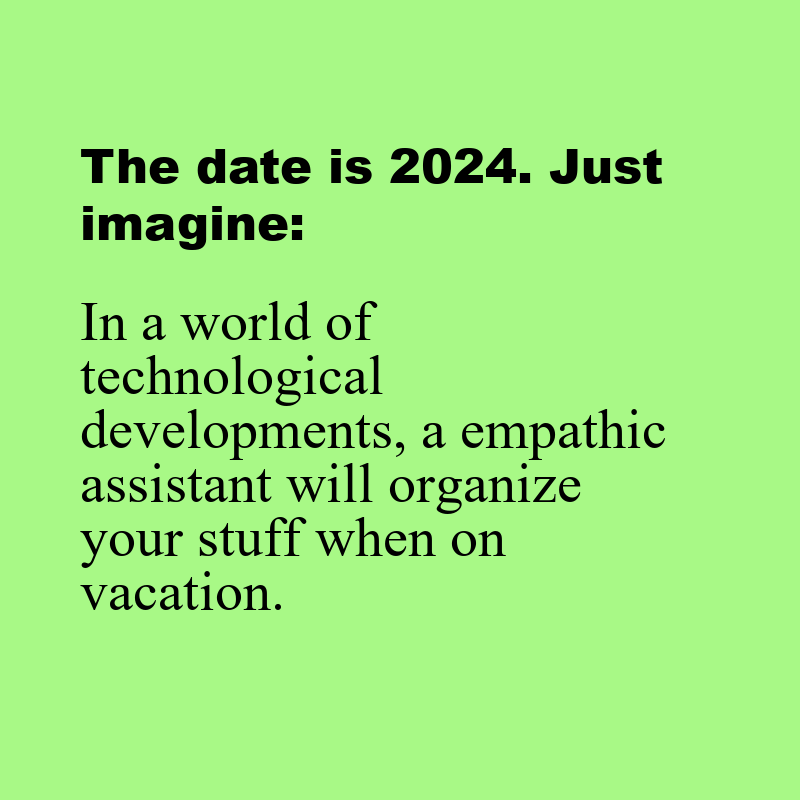 The date is 2024. Just
imagine:
In a world of
technological
developments, a empathic
assistant will organize
your stuff when on
vacation.